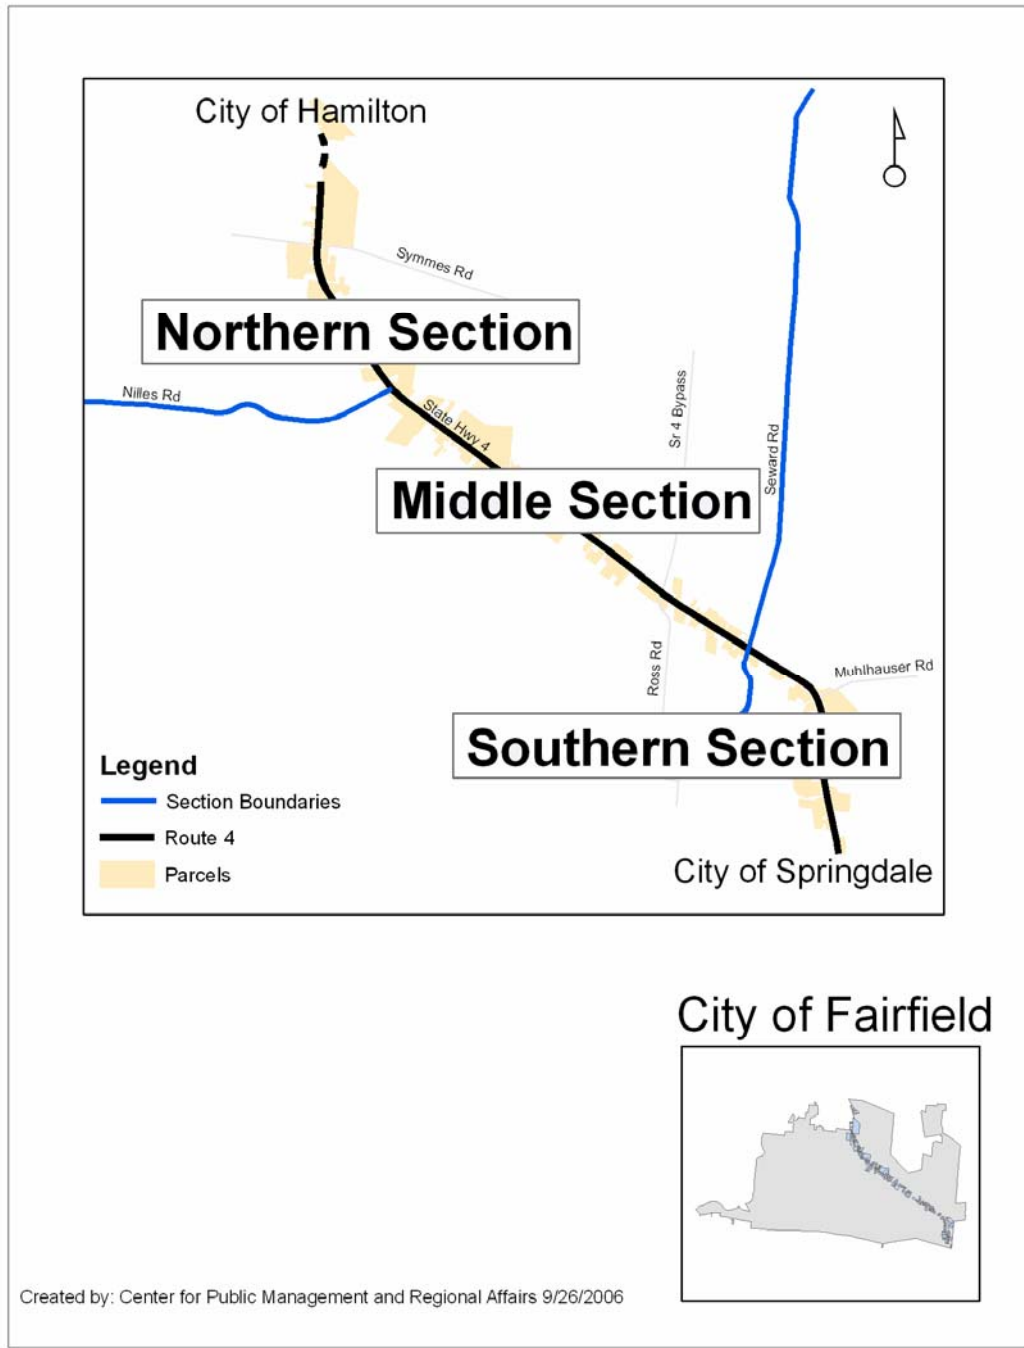 City of Hamilton
Symmes Rd
Northern Section
Nilles Rd
State Hwy 4
Sr 4 Bypass
Seward Rd
Middle Section
Ross Rd
Muhlhauser Rd
Southern Section
Legend
Section Boundaries
Route 4
Parcels
City of Springdale
City of Fairfield
Created by: Center for Public Management and Regional Affairs 9/26/2006